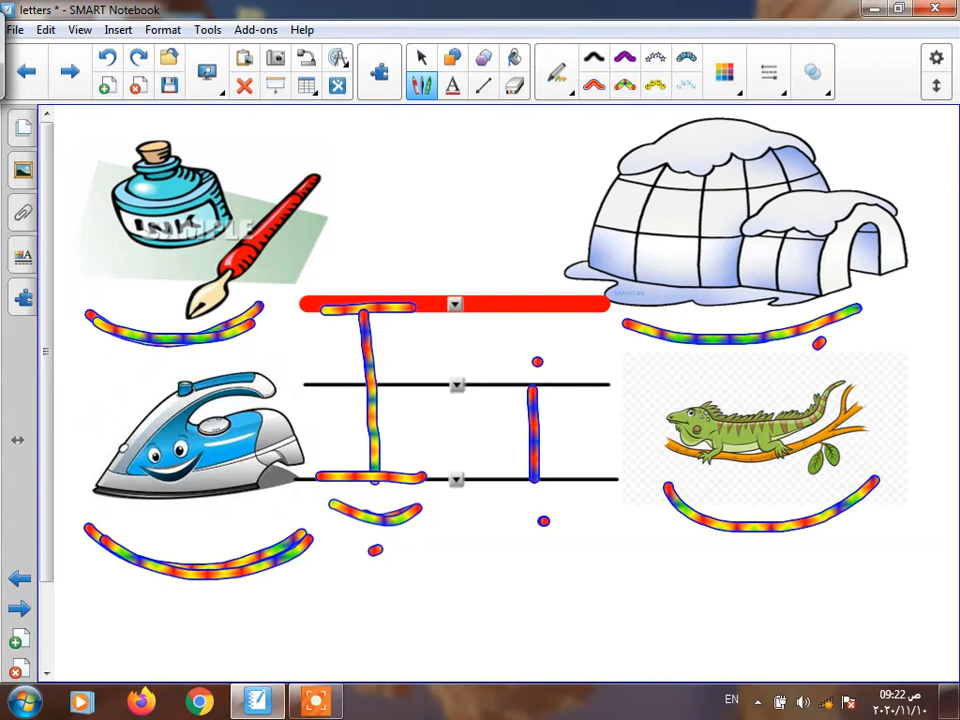 letters * - SMART Notebook
File Edit View Insert Format Tools Add-ons Help
INK
SAMPLE
I i
EN
09:22 ص
٢٠٢٠/١١/١٠